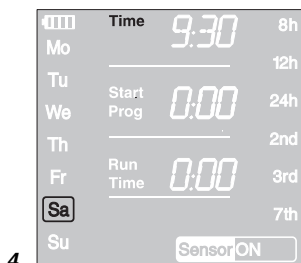 Time 9:30 8h
Mo
12h
Tu
Start Prog 0:00 24h
We
Th 2nd
Run Time 0:00 3rd
Fr
Sa 7th
Su
Sensor ON
4